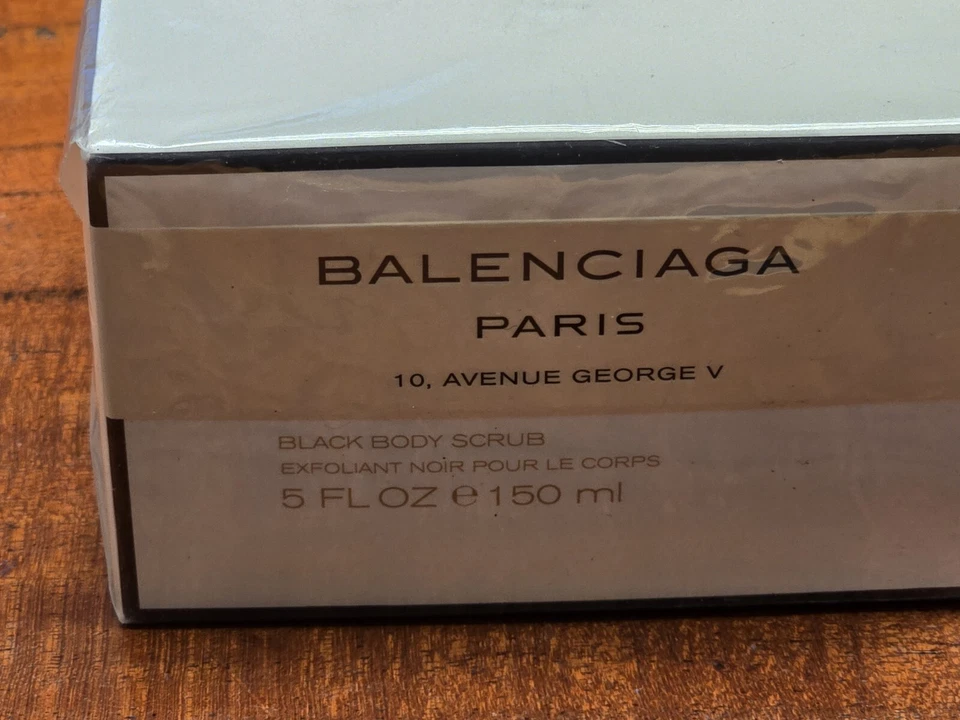 BALENCIAGA
PARIS
10, AVENUE GEORGE V
BLACK BODY SCRUB
EXFOLIANT NOIR POUR LE CORPS
5 FL OZ ℮ 150 ml